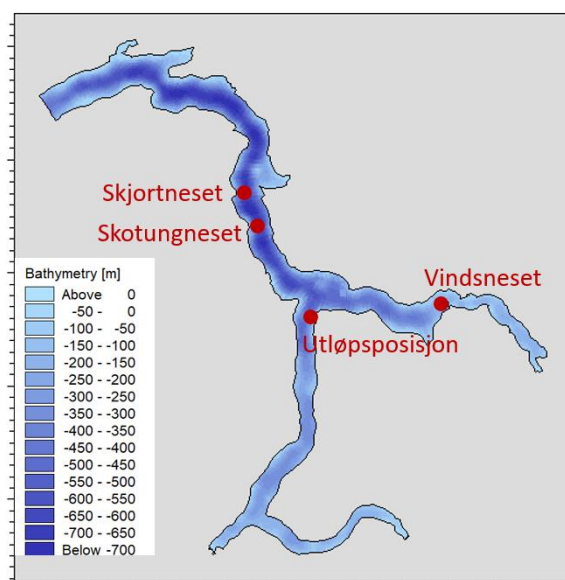 Skjortneset
Skotungneset
Vindsneset
Utløpsposisjon
Bathymetry [m]
Above 0
-50 - 0
-100 - -50
-150 - -100
-200 - -150
-250 - -200
-300 - -250
-350 - -300
-400 - -350
-450 - -400
-500 - -450
-550 - -500
-600 - -550
-650 - -600
-700 - -650
Below -700